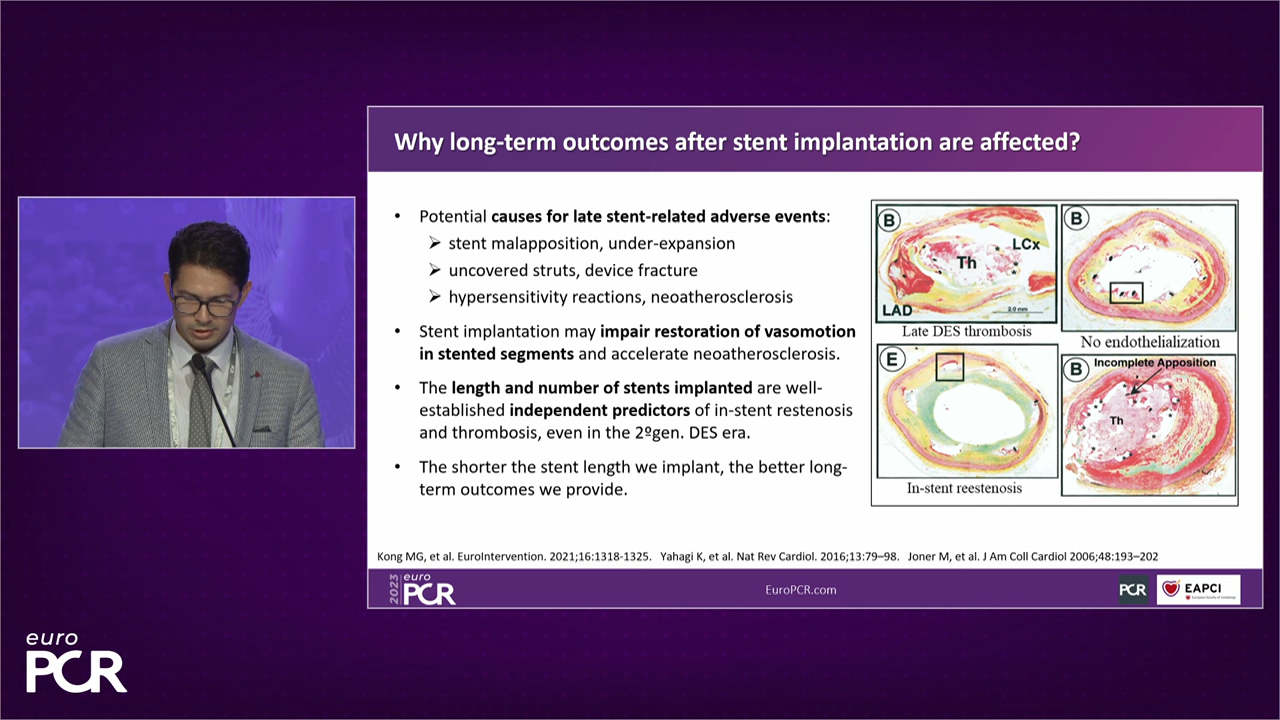 Why long-term outcomes after stent implantation are affected?
• Potential causes for late stent-related adverse events:
➢ stent malapposition, under-expansion
➢ uncovered struts, device fracture
➢ hypersensitivity reactions, neoatherosclerosis
• Stent implantation may impair restoration of vasomotion
in stented segments and accelerate neoatherosclerosis.
• The length and number of stents implanted are well-
established independent predictors of in-stent restenosis
and thrombosis, even in the 2ºgen. DES era.
• The shorter the stent length we implant, the better long-
term outcomes we provide.
B
LCx
Th
LAD
2.0 mm
Late DES thrombosis
B
No endothelialization
E
In-stent reestenosis
B
Incomplete Apposition
Th
Kong MG, et al. EuroIntervention. 2021;16:1318-1325. Yahagi K, et al. Nat Rev Cardiol. 2016;13:79–98. Joner M, et al. J Am Coll Cardiol 2006;48:193–202
2023
euro
PCR
EuroPCR.com
PCR
EAPCI
euro
PCR